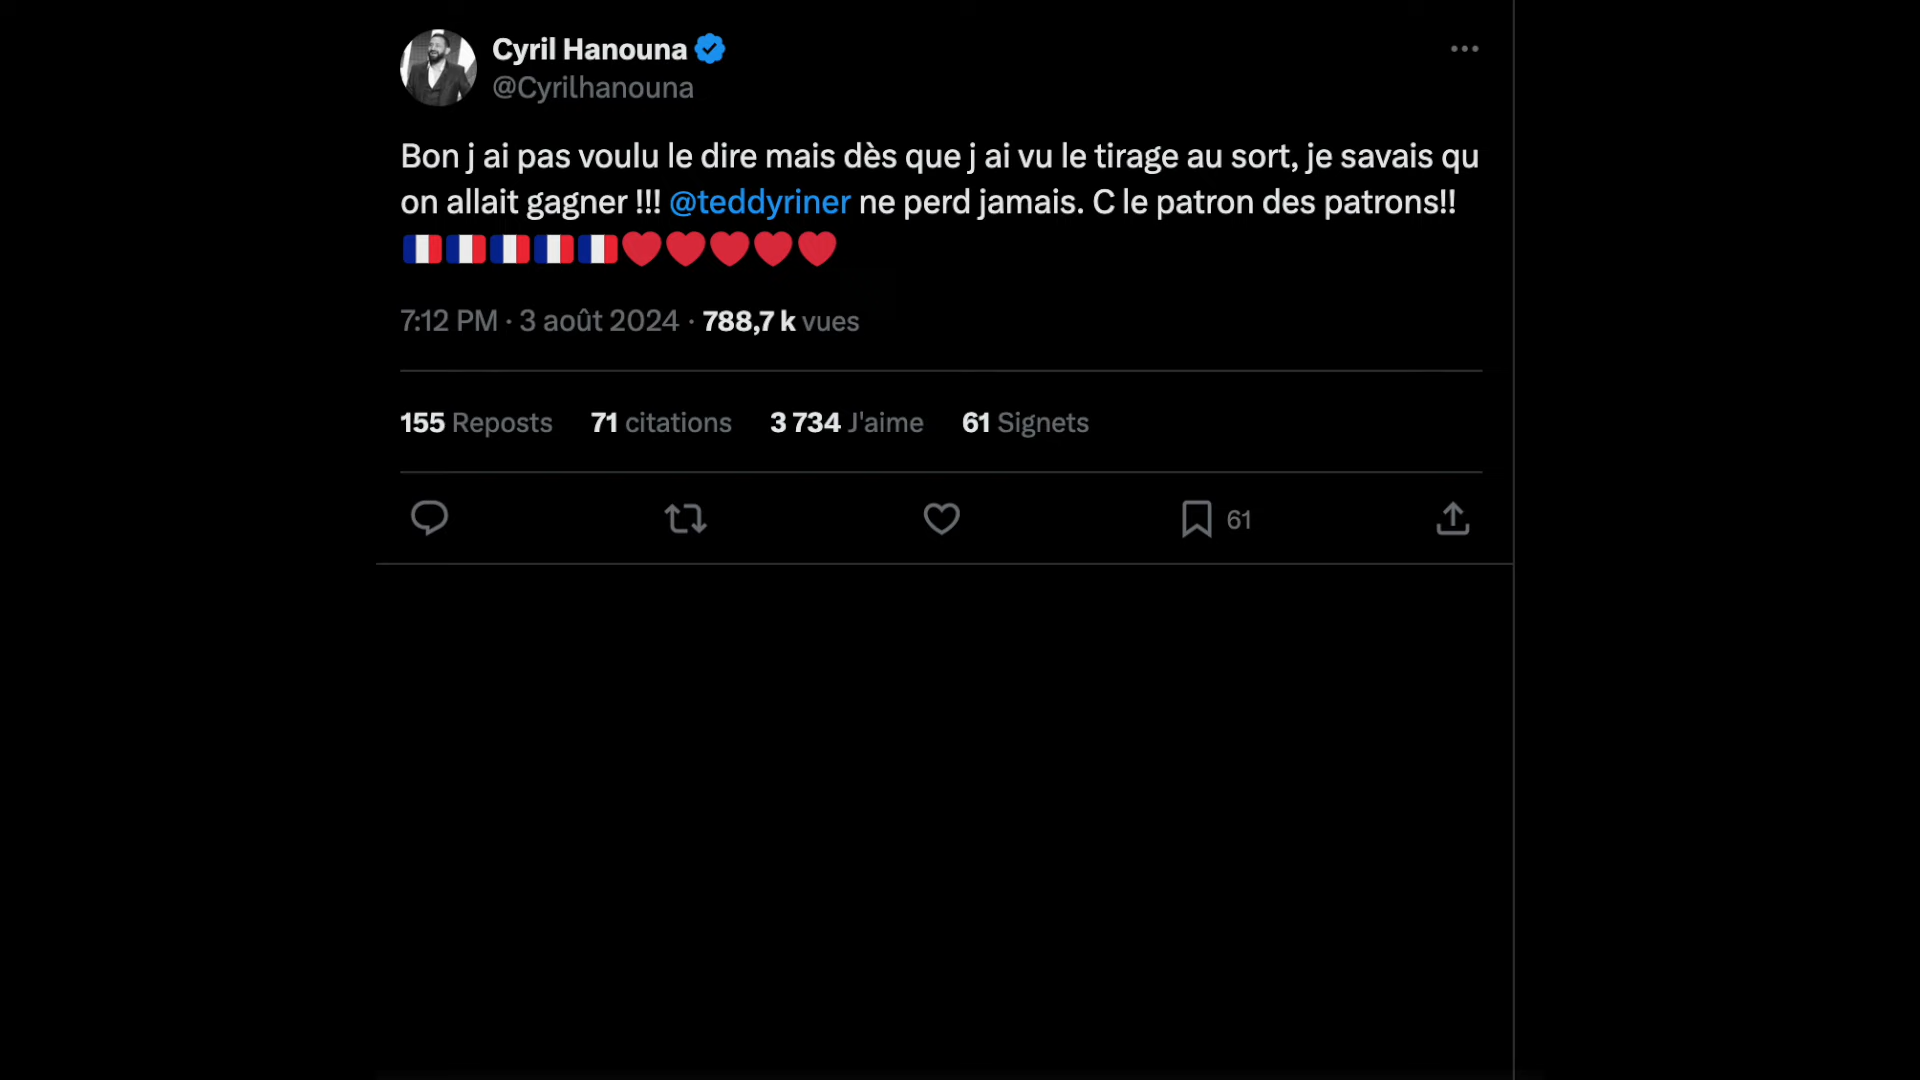 Cyril Hanouna
@Cyrilhanouna
Bon j ai pas voulu le dire mais dès que j ai vu le tirage au sort, je savais qu
on allait gagner !!! @teddyriner ne perd jamais. C le patron des patrons!!
🇫🇷🇫🇷🇫🇷🇫🇷🇫🇷❤️❤️❤️❤️❤️
7:12 PM · 3 août 2024 · 788,7 k vues
155 Reposts 71 citations 3 734 J'aime 61 Signets
61